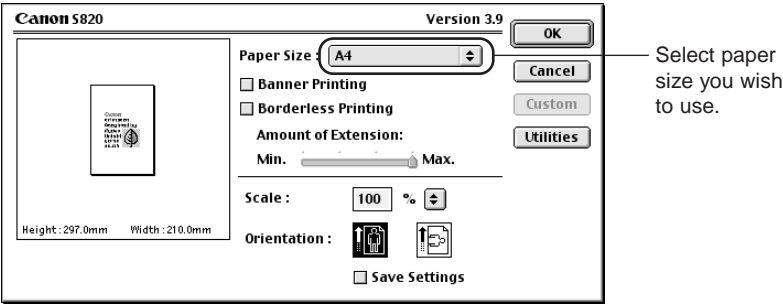 Canon S820
Version 3.9
OK
Paper Size : A4
Cancel
Banner Printing
Borderless Printing
Custom
Amount of Extension:
Utilities
Min. Max.
Scale : 100 %
Height:297.0mm Width:210.0mm
Orientation :
Save Settings
Select paper
size you wish
to use.